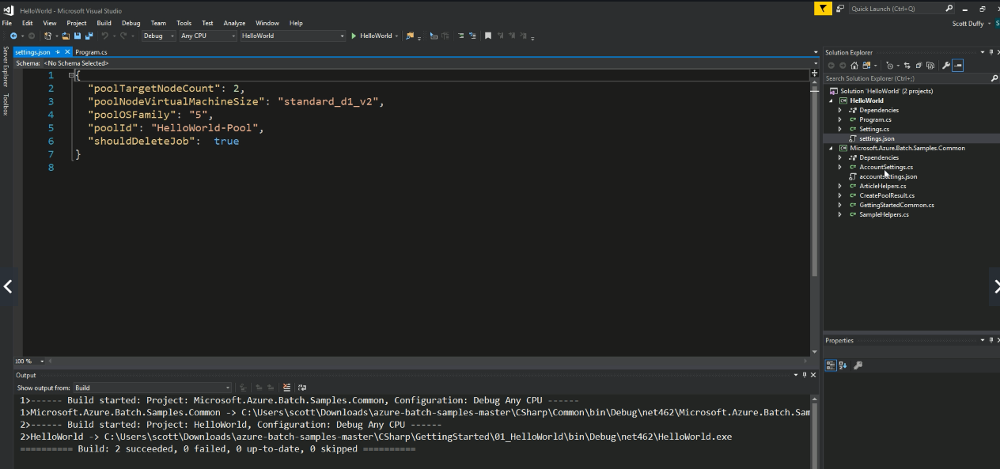 HelloWorld - Microsoft Visual Studio
Quick Launch (Ctrl+Q)
File Edit View Project Build Debug Team Tools Test Analyze Window Help
Scott Duffy
Debug Any CPU HelloWorld HelloWorld
settings.json Program.cs
Schema: <No Schema Selected>
Server Explorer
Toolbox
1 {
2 "poolTargetNodeCount": 2,
3 "poolNodeVirtualMachineSize": "standard_d1_v2",
4 "poolOSFamily": "5",
5 "poolId": "HelloWorld-Pool",
6 "shouldDeleteJob": true
7 }
8
100 %
Solution Explorer
Search Solution Explorer (Ctrl+;)
Solution 'HelloWorld' (2 projects)
HelloWorld
Dependencies
Program.cs
Settings.cs
settings.json
Microsoft.Azure.Batch.Samples.Common
Dependencies
AccountSettings.cs
accountsettings.json
ArticleHelpers.cs
CreatePoolResult.cs
GettingStartedCommon.cs
SampleHelpers.cs
Properties
Output
Show output from: Build
1>------ Build started: Project: Microsoft.Azure.Batch.Samples.Common, Configuration: Debug Any CPU ------
1>Microsoft.Azure.Batch.Samples.Common -> C:\Users\scott\Downloads\azure-batch-samples-master\CSharp\Common\bin\Debug\net462\Microsoft.Azure.Batch.Sam
2>------ Build started: Project: HelloWorld, Configuration: Debug Any CPU ------
2>HelloWorld -> C:\Users\scott\Downloads\azure-batch-samples-master\CSharp\GettingStarted\01_HelloWorld\bin\Debug\net462\HelloWorld.exe
========== Build: 2 succeeded, 0 failed, 0 up-to-date, 0 skipped ==========